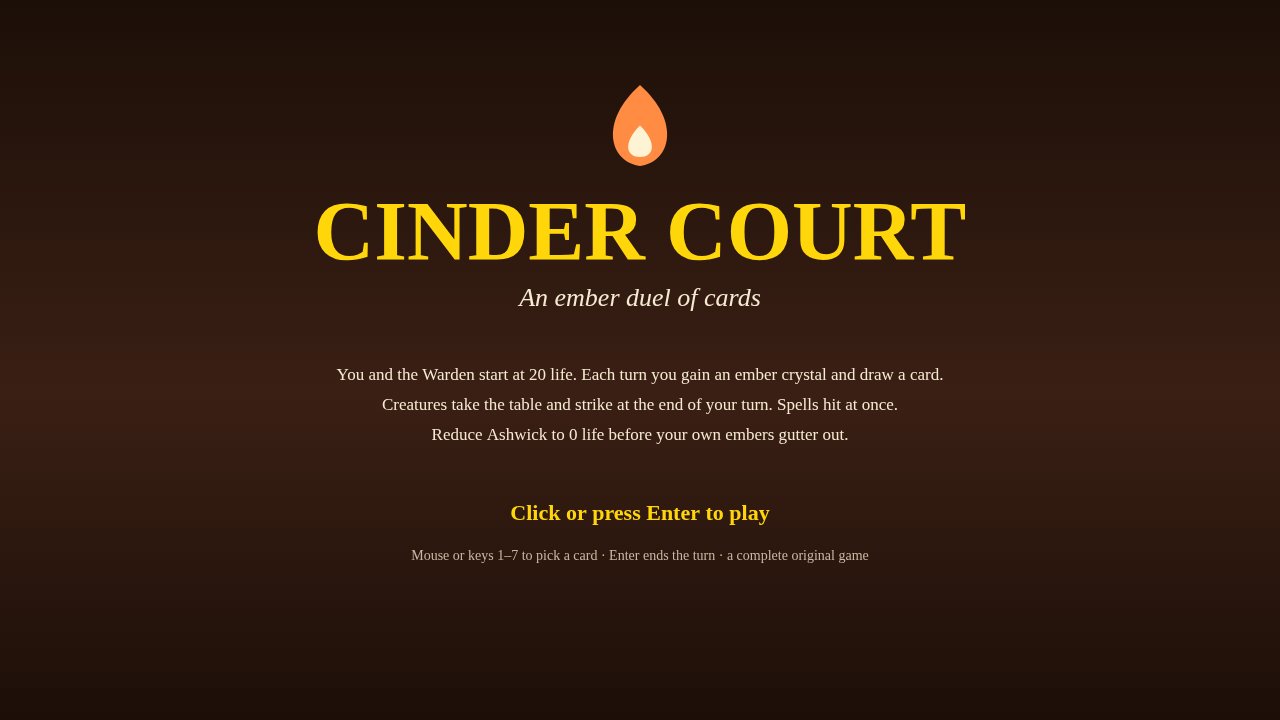 CINDER COURT
An ember duel of cards
You and the Warden start at 20 life. Each turn you gain an ember crystal and draw a card.
Creatures take the table and strike at the end of your turn. Spells hit at once.
Reduce Ashwick to 0 life before your own embers gutter out.
Click or press Enter to play
Mouse or keys 1–7 to pick a card · Enter ends the turn · a complete original game